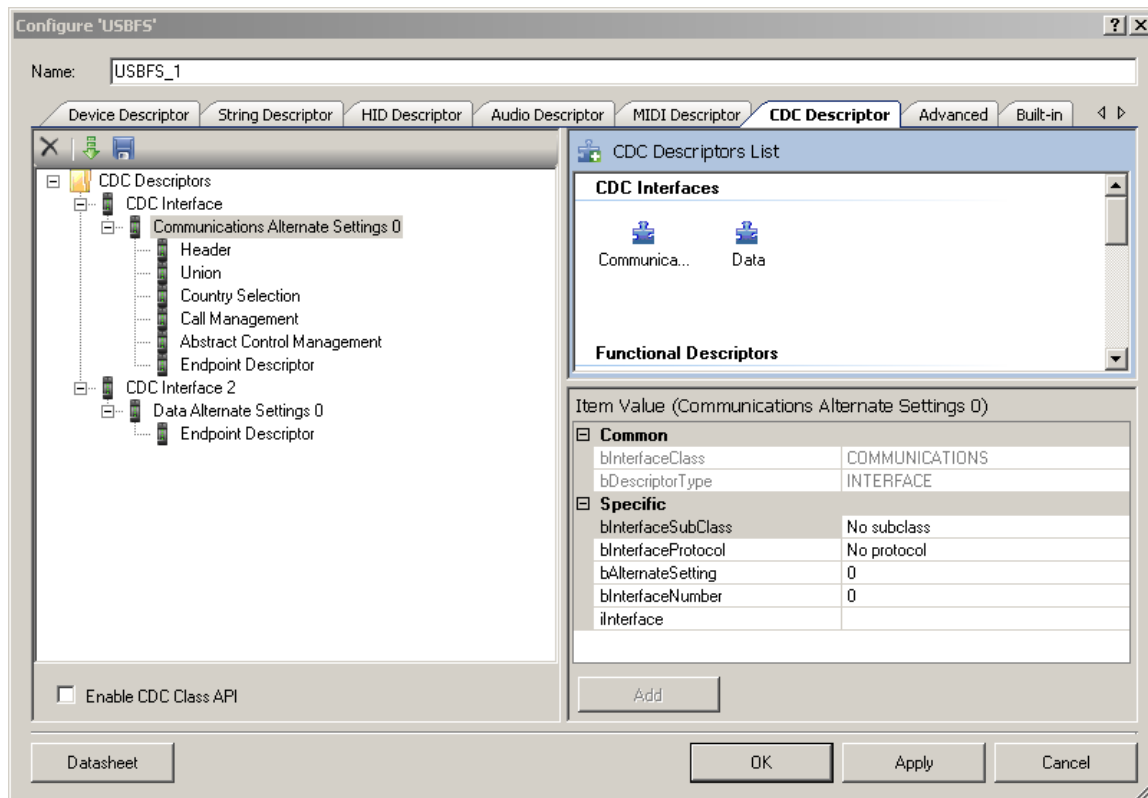 Configure 'USBFS'
Name: USBFS_1
Device Descriptor String Descriptor HID Descriptor Audio Descriptor MIDI Descriptor CDC Descriptor Advanced Built-in
CDC Descriptors
CDC Interface
Communications Alternate Settings 0
Header
Union
Country Selection
Call Management
Abstract Control Management
Endpoint Descriptor
CDC Interface 2
Data Alternate Settings 0
Endpoint Descriptor
Enable CDC Class API
CDC Descriptors List
CDC Interfaces
Communica... Data
Functional Descriptors
Item Value (Communications Alternate Settings 0)
Common
bInterfaceClass COMMUNICATIONS
bDescriptorType INTERFACE
Specific
bInterfaceSubClass No subclass
bInterfaceProtocol No protocol
bAlternateSetting 0
bInterfaceNumber 0
iInterface
Add
Datasheet OK Apply Cancel